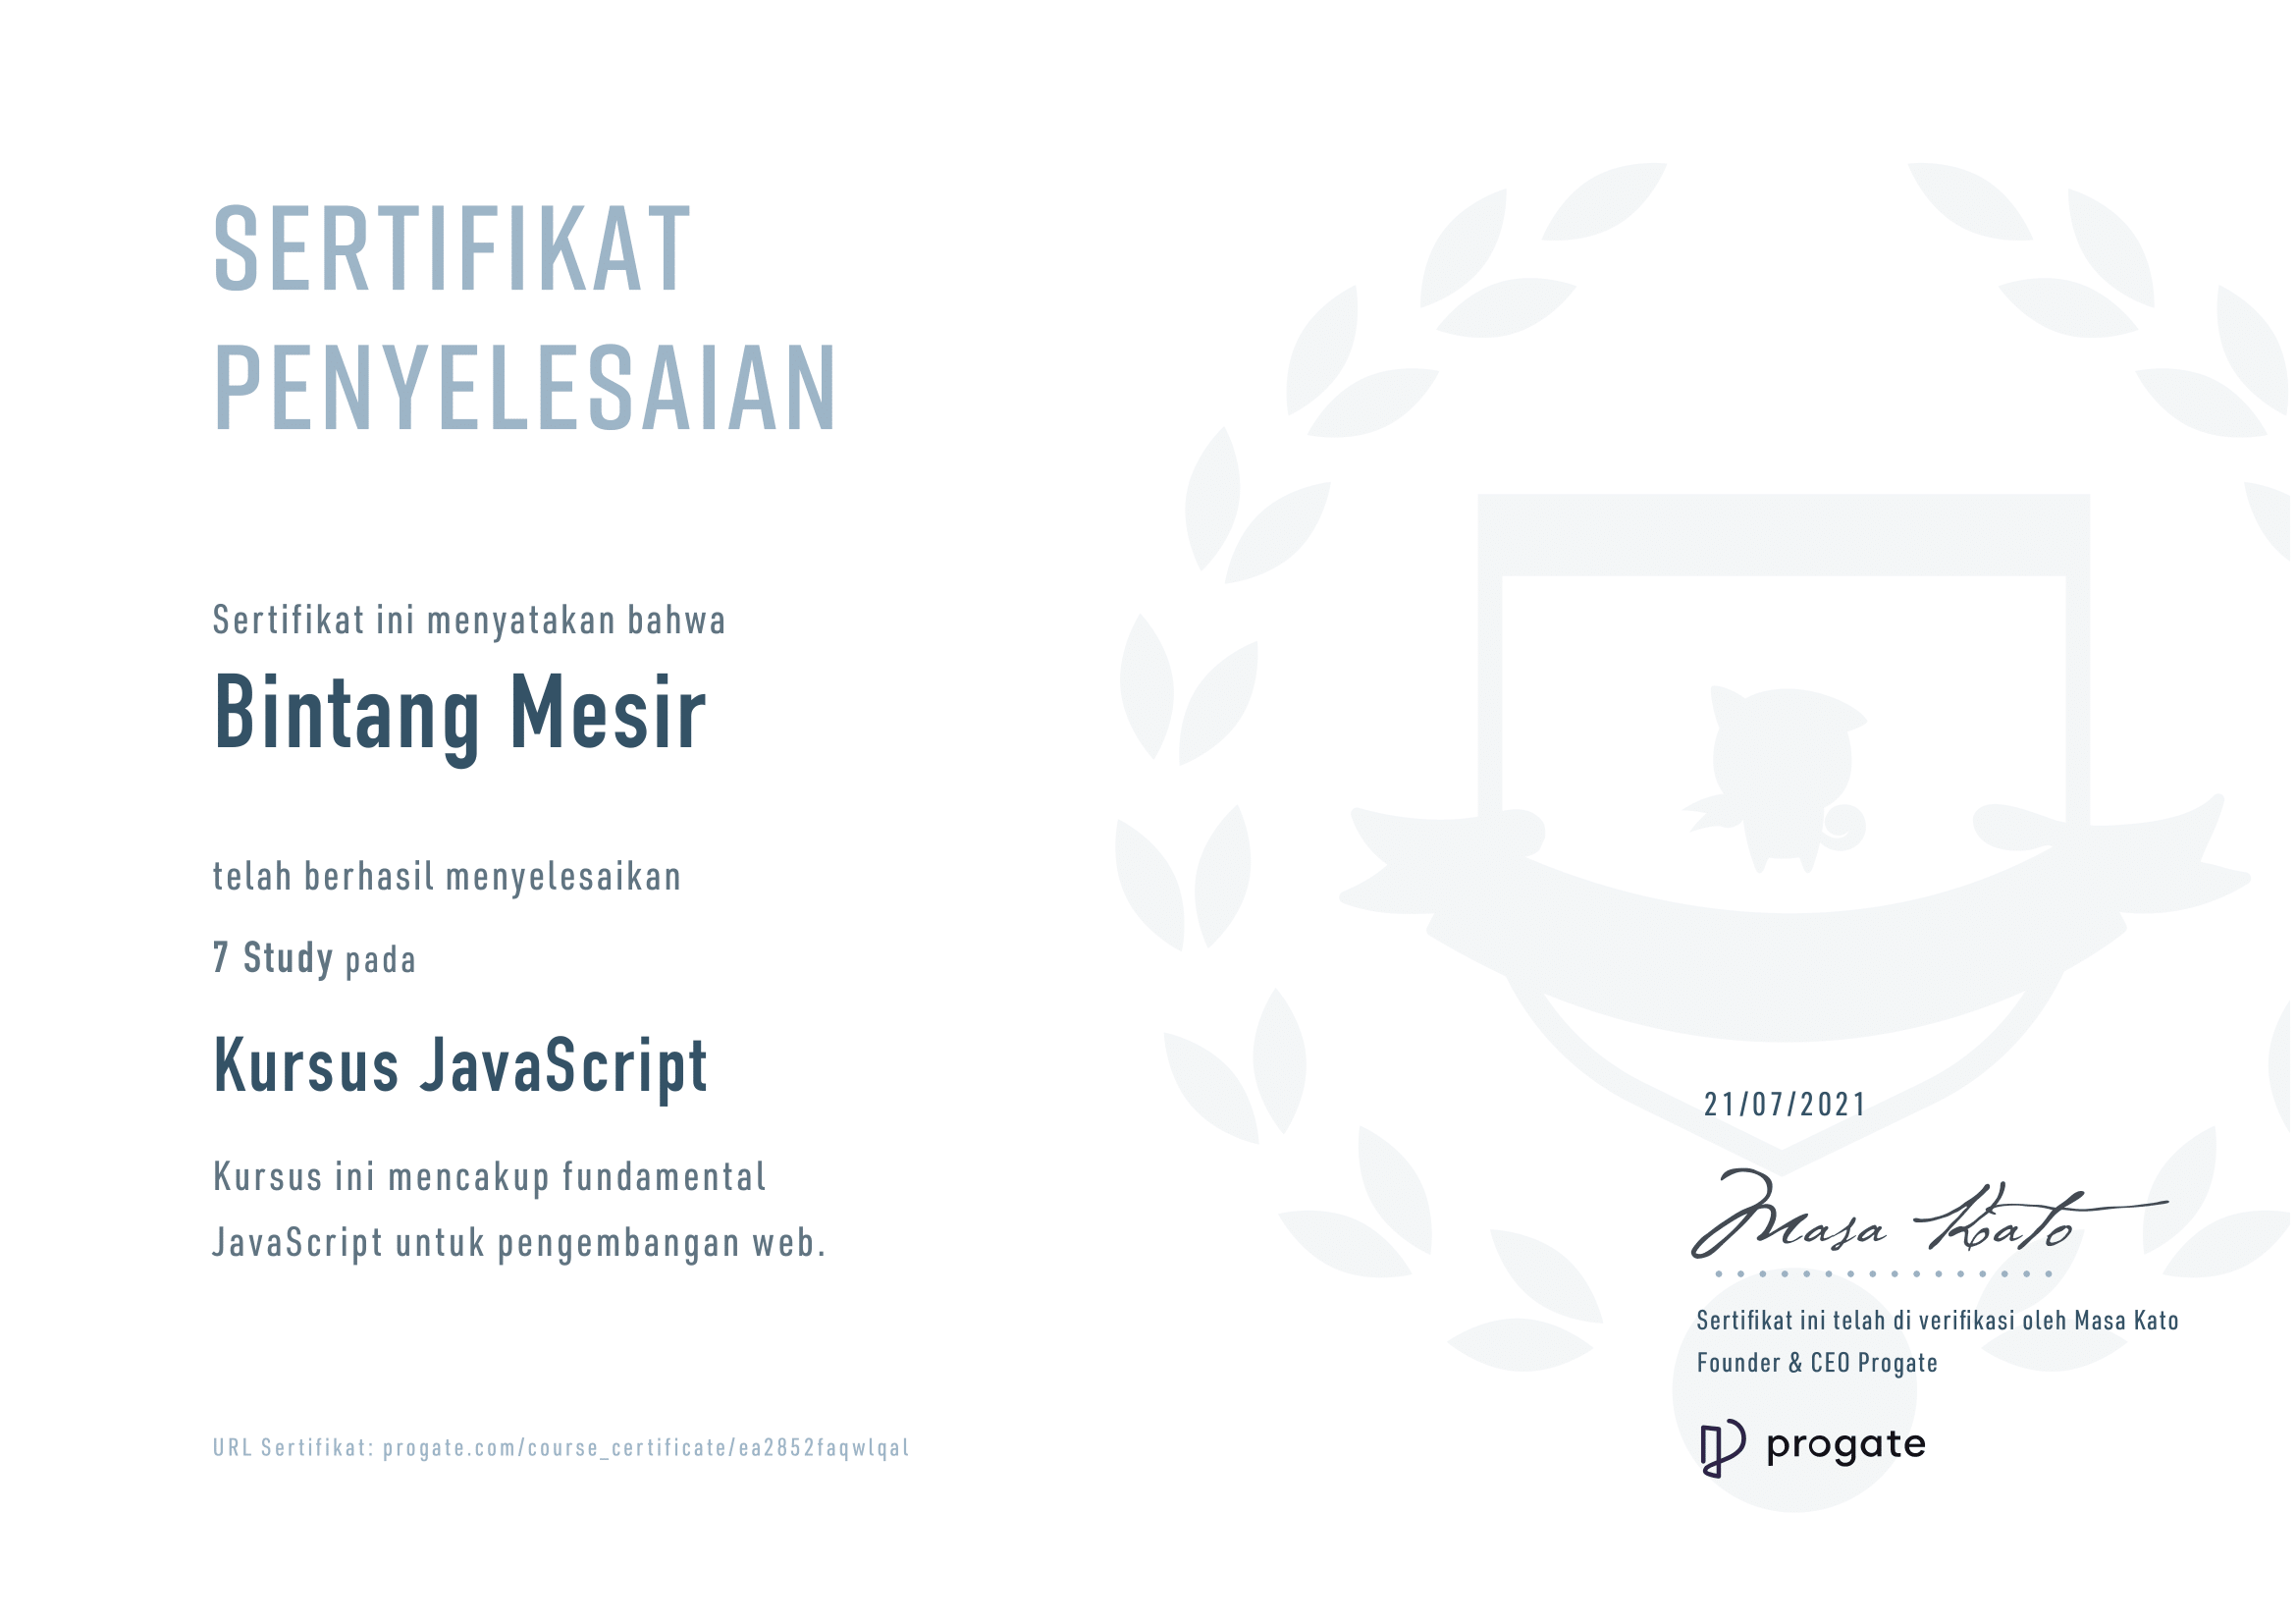 SERTIFIKAT
PENYELESAIAN
Sertifikat ini menyatakan bahwa
Bintang Mesir
telah berhasil menyelesaikan
7 Study pada
Kursus JavaScript
Kursus ini mencakup fundamental
JavaScript untuk pengembangan web.
URL Sertifikat: progate.com/course_certificate/ea2852faqwlqal
21/07/2021
Masa Kato
Sertifikat ini telah di verifikasi oleh Masa Kato
Founder & CEO Progate
progate